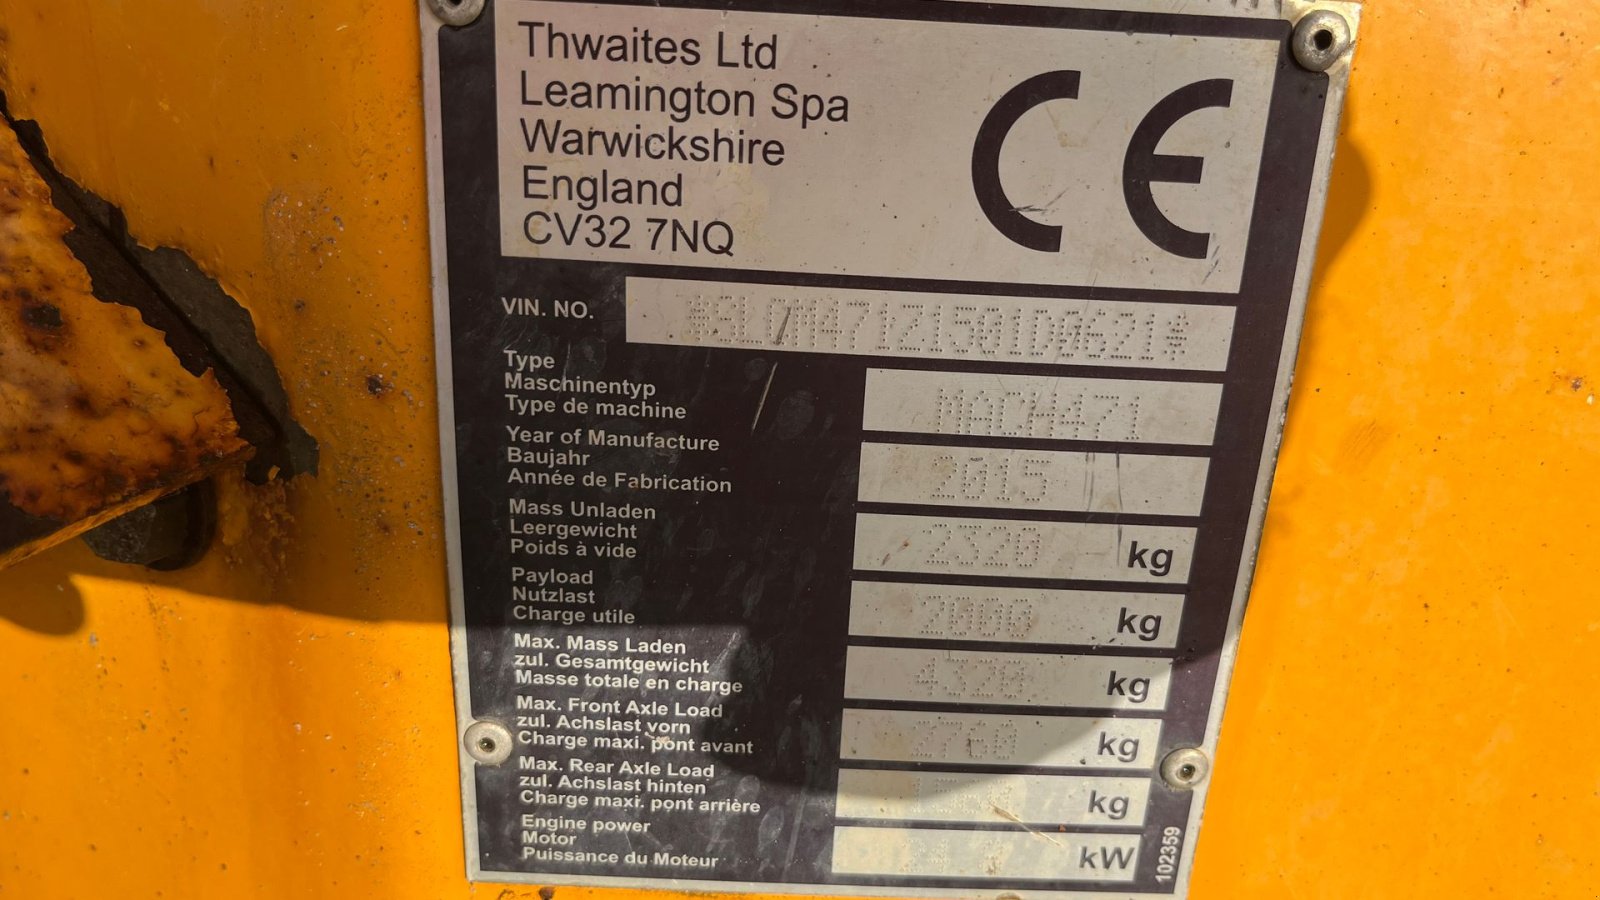 Thwaites Ltd
Leamington Spa
Warwickshire
England
CV32 7NQ
CE
VIN. NO. #SLCM471Z1501D0621#
Type
Maschinentyp
Type de machine
MACH471
Year of Manufacture
Baujahr
Année de Fabrication
2015
Mass Unladen
Leergewicht
Poids à vide
2320 kg
Payload
Nutzlast
Charge utile
2000 kg
Max. Mass Laden
zul. Gesamtgewicht
Masse totale en charge
4320 kg
Max. Front Axle Load
zul. Achslast vorn
Charge maxi. pont avant
2760 kg
Max. Rear Axle Load
zul. Achslast hinten
Charge maxi. pont arrière
kg
Engine power
Motor
Puissance du Moteur
kW
102359